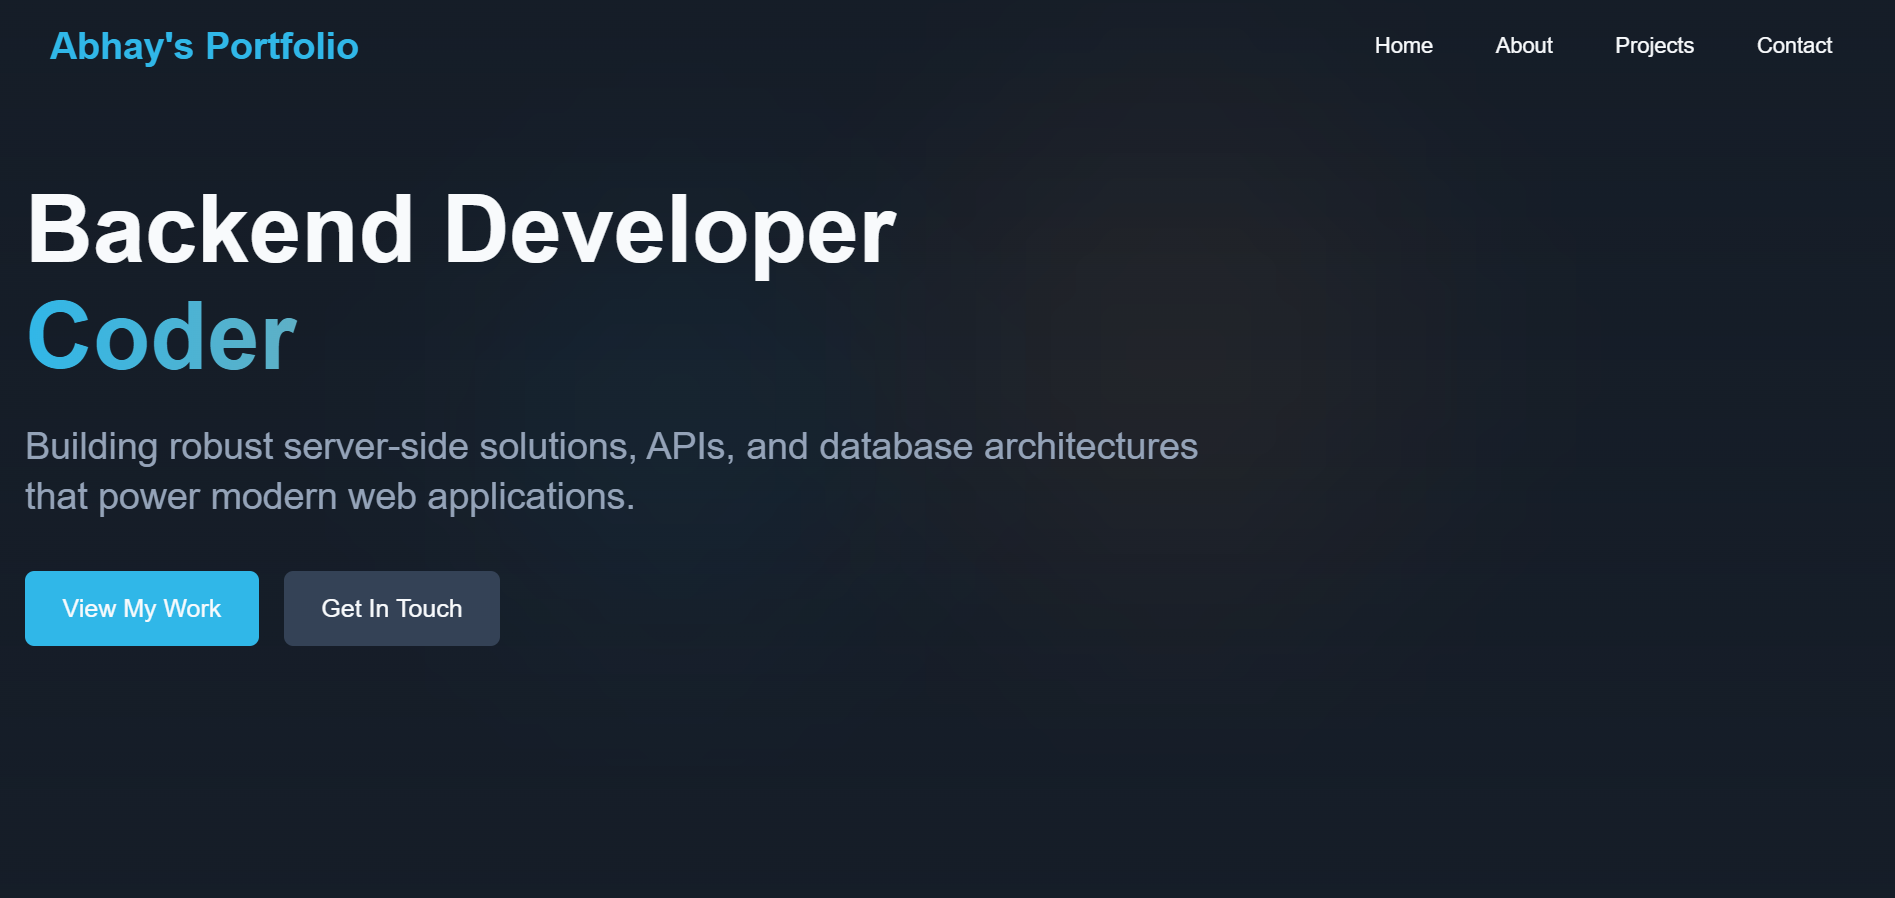 Abhay's Portfolio
Home
About
Projects
Contact
Backend Developer
Coder
Building robust server-side solutions, APIs, and database architectures
that power modern web applications.
View My Work
Get In Touch